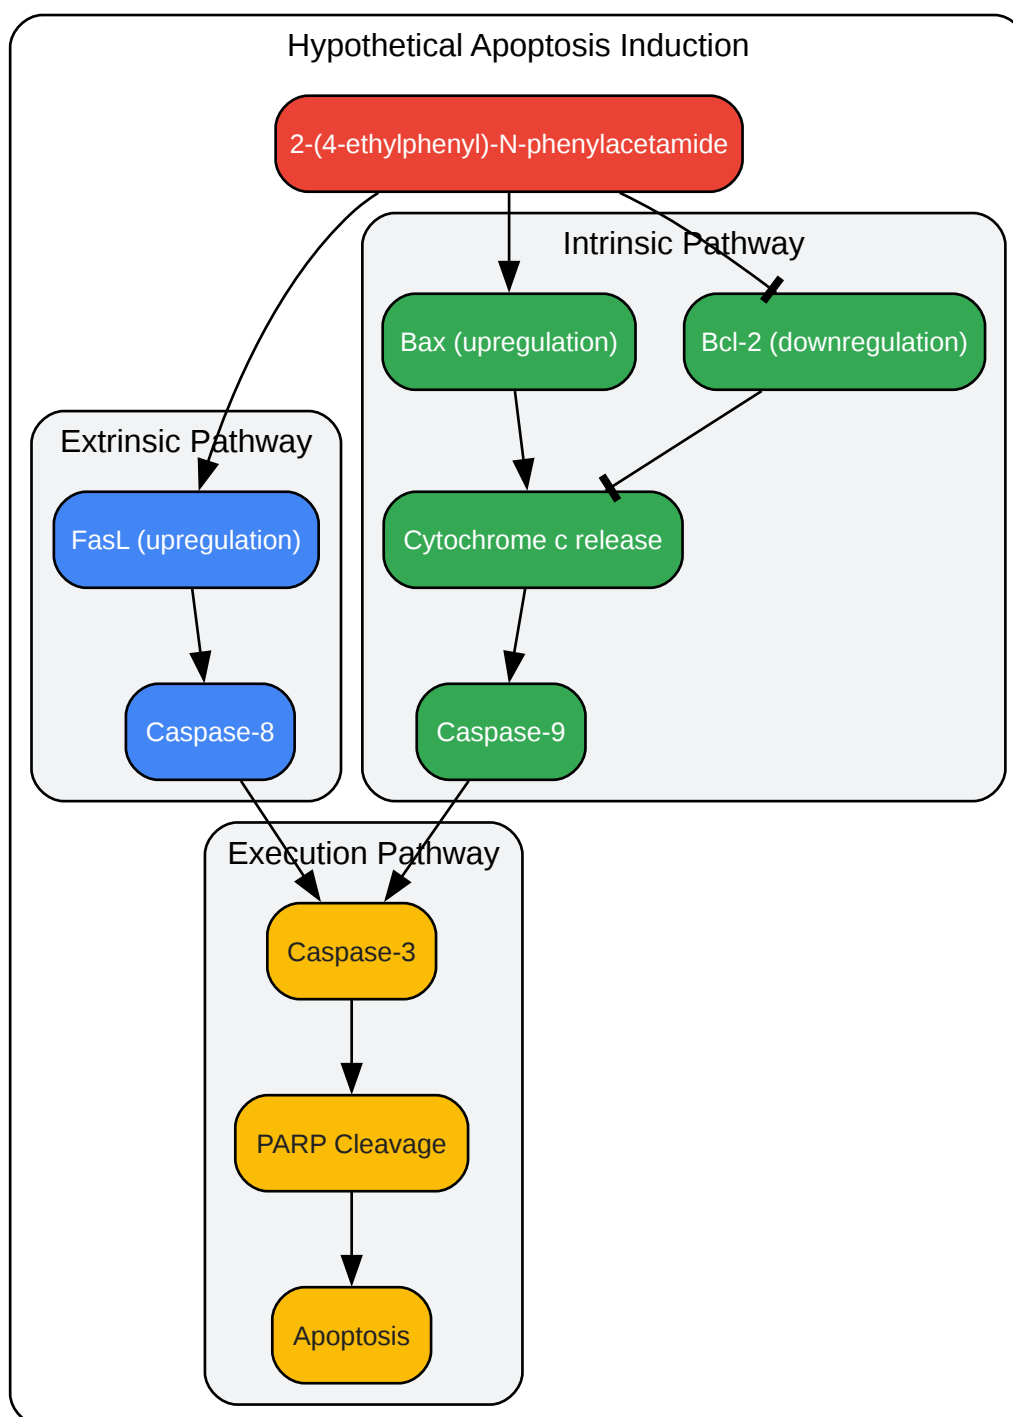 Hypothetical Apoptosis Induction
2-(4-ethylphenyl)-N-phenylacetamide
Intrinsic Pathway
Bax (upregulation)
Bcl-2 (downregulation)
Extrinsic Pathway
FasL (upregulation)
Cytochrome c release
Caspase-8
Caspase-9
Execution Pathway
Caspase-3
PARP Cleavage
Apoptosis